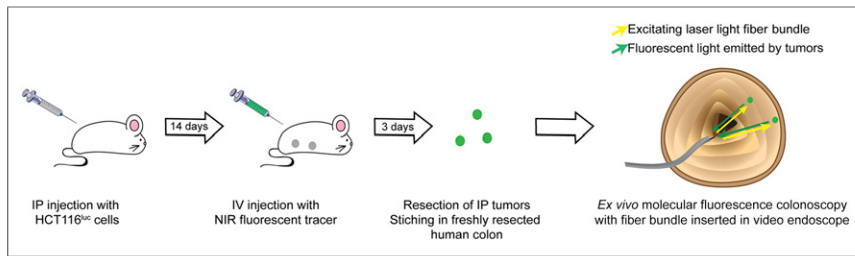 Excitating laser light fiber bundle
Fluorescent light emitted by tumors
14 days
3 days
IP injection with
HCT116luc cells
IV injection with
NIR fluorescent tracer
Resection of IP tumors
Stiching in freshly resected
human colon
Ex vivo molecular fluorescence colonoscopy
with fiber bundle inserted in video endoscope